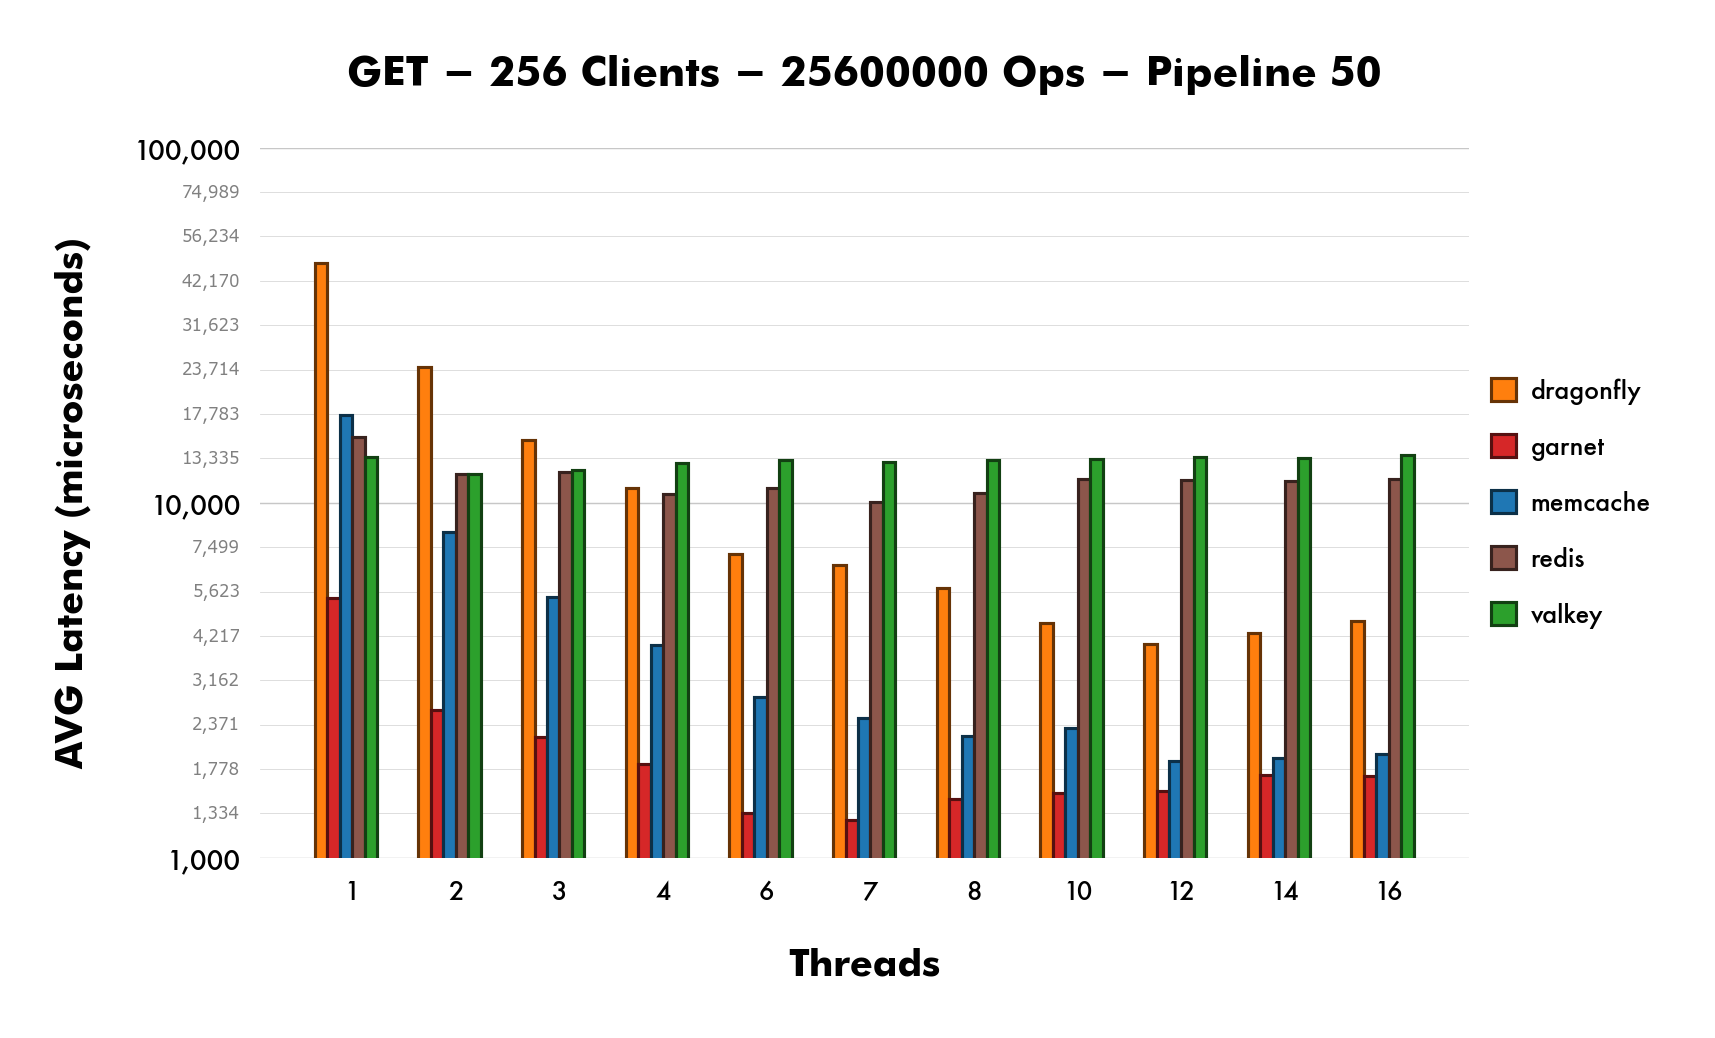 GET – 256 Clients – 25600000 Ops – Pipeline 50
AVG Latency (microseconds)
100,000
74,989
56,234
42,170
31,623
23,714
17,783
13,335
10,000
7,499
5,623
4,217
3,162
2,371
1,778
1,334
1,000
1 2 3 4 6 7 8 10 12 14 16
Threads
dragonfly
garnet
memcache
redis
valkey